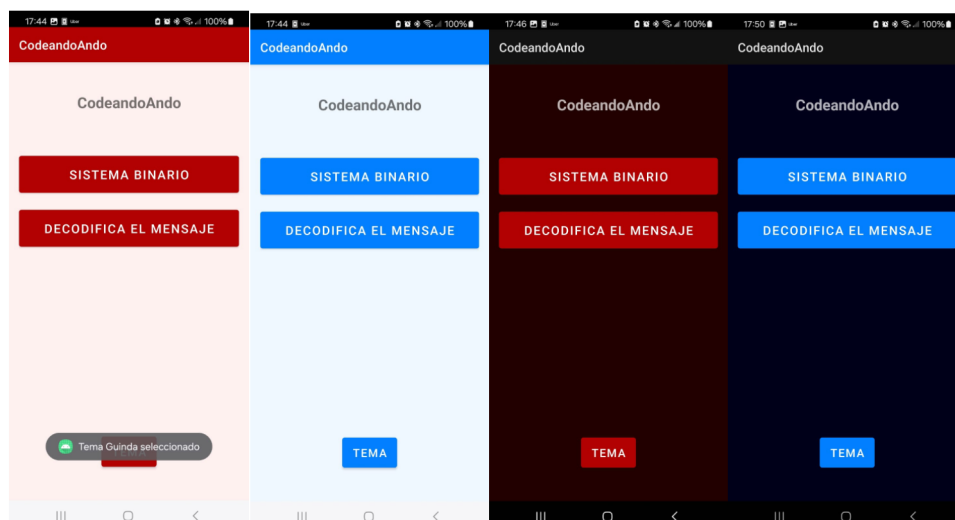 17:44 100%
CodeandoAndo
CodeandoAndo
SISTEMA BINARIO
DECODIFICA EL MENSAJE
Tema Guinda seleccionado
17:44 100%
CodeandoAndo
CodeandoAndo
SISTEMA BINARIO
DECODIFICA EL MENSAJE
TEMA
17:46 100%
CodeandoAndo
CodeandoAndo
SISTEMA BINARIO
DECODIFICA EL MENSAJE
TEMA
17:50 100%
CodeandoAndo
CodeandoAndo
SISTEMA BINARIO
DECODIFICA EL MENSAJE
TEMA